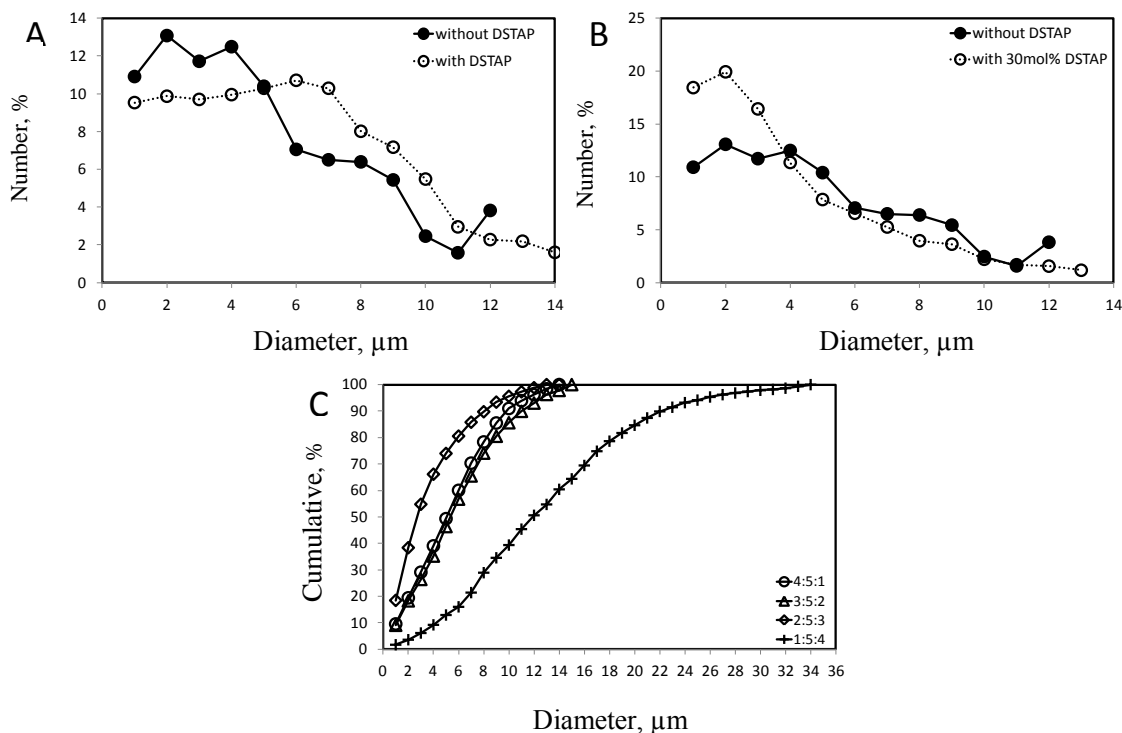 A
14
12
10
8
6
4
2
0
Number, %
without DSTAP
with DSTAP
0 2 4 6 8 10 12 14
Diameter, µm
B
25
20
15
10
5
0
Number, %
without DSTAP
with 30mol% DSTAP
0 2 4 6 8 10 12 14
Diameter, µm
C
100
90
80
70
60
50
40
30
20
10
0
Cumulative, %
4:5:1
3:5:2
2:5:3
1:5:4
0 2 4 6 8 10 12 14 16 18 20 22 24 26 28 30 32 34 36
Diameter, µm